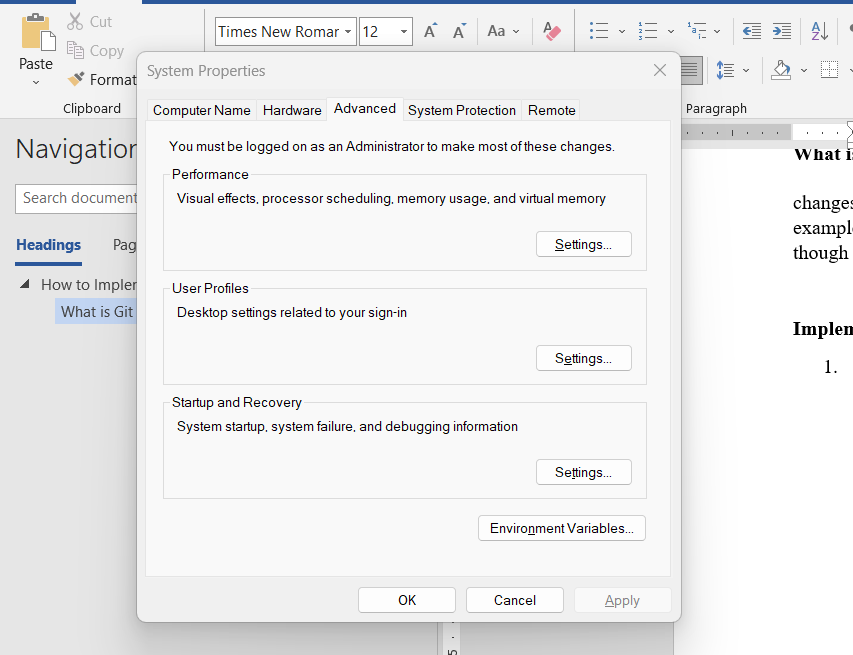 Cut
Times New Romar
12
Aa
Copy
Paste
Format
Clipboard
Paragraph
System Properties
Computer Name
Hardware
Advanced
System Protection
Remote
You must be logged on as an Administrator to make most of these changes.
Performance
Visual effects, processor scheduling, memory usage, and virtual memory
Settings...
User Profiles
Desktop settings related to your sign-in
Settings...
Startup and Recovery
System startup, system failure, and debugging information
Settings...
Environment Variables...
OK
Cancel
Apply
Navigation
Search document
Headings
Pag
How to Implem
What is Git
What is
changes
example
though
Implem
1.
5